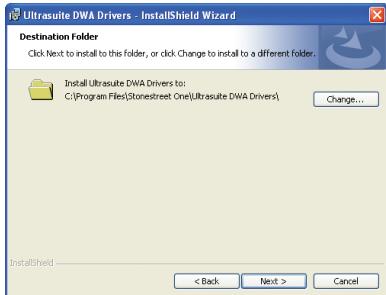 Ultrasuite DWA Drivers - InstallShield Wizard
Destination Folder
Click Next to install to this folder, or click Change to install to a different folder.
Install Ultrasuite DWA Drivers to:
C:\Program Files\Stonestreet One\Ultrasuite DWA Drivers\
Change...
InstallShield
< Back
Next >
Cancel